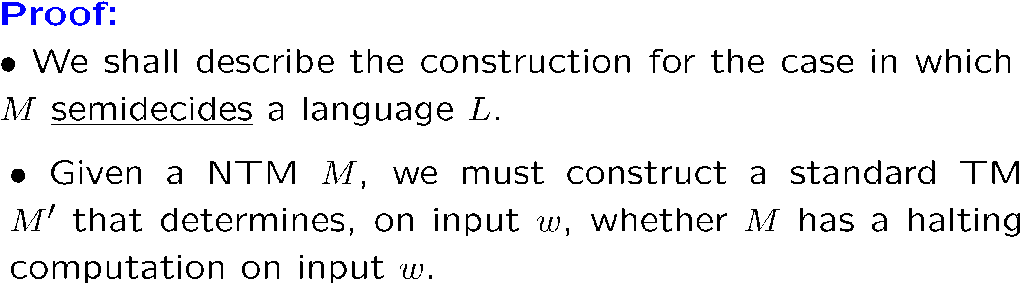 Proof:
• We shall describe the construction for the case in which
M semidecides a language L.
• Given a NTM M, we must construct a standard TM
M′ that determines, on input w, whether M has a halting
computation on input w.